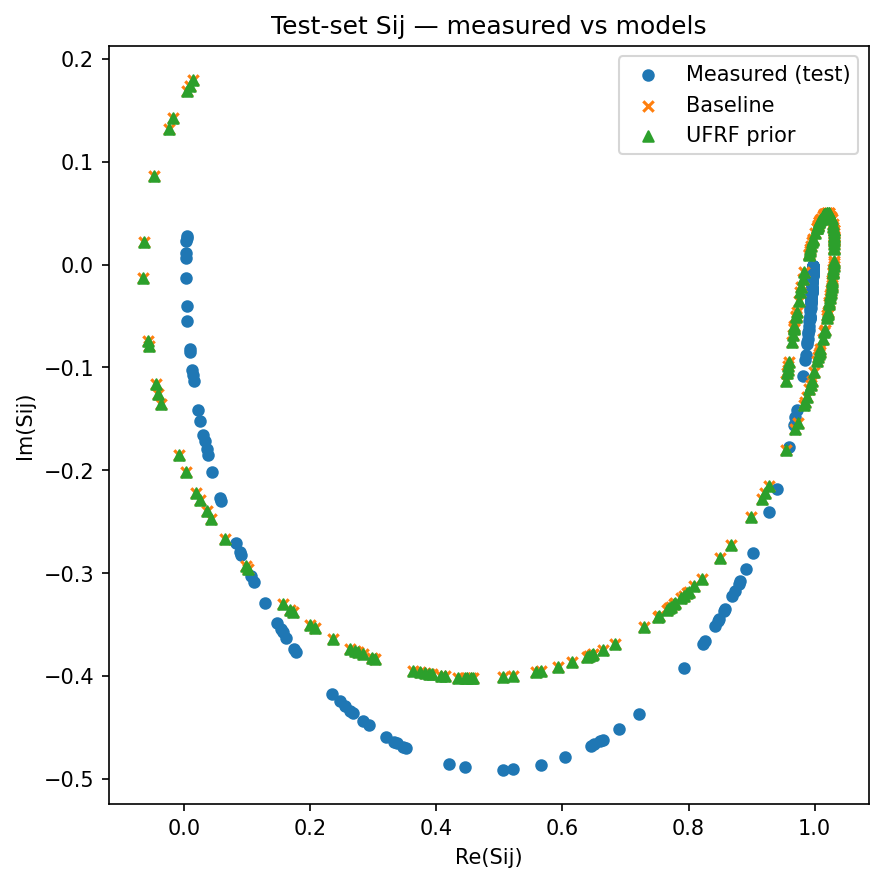 Test-set Sij — measured vs models
Measured (test)
Baseline
UFRF prior
0.2
0.1
0.0
−0.1
−0.2
−0.3
−0.4
−0.5
Im(Sij)
0.0 0.2 0.4 0.6 0.8 1.0
Re(Sij)